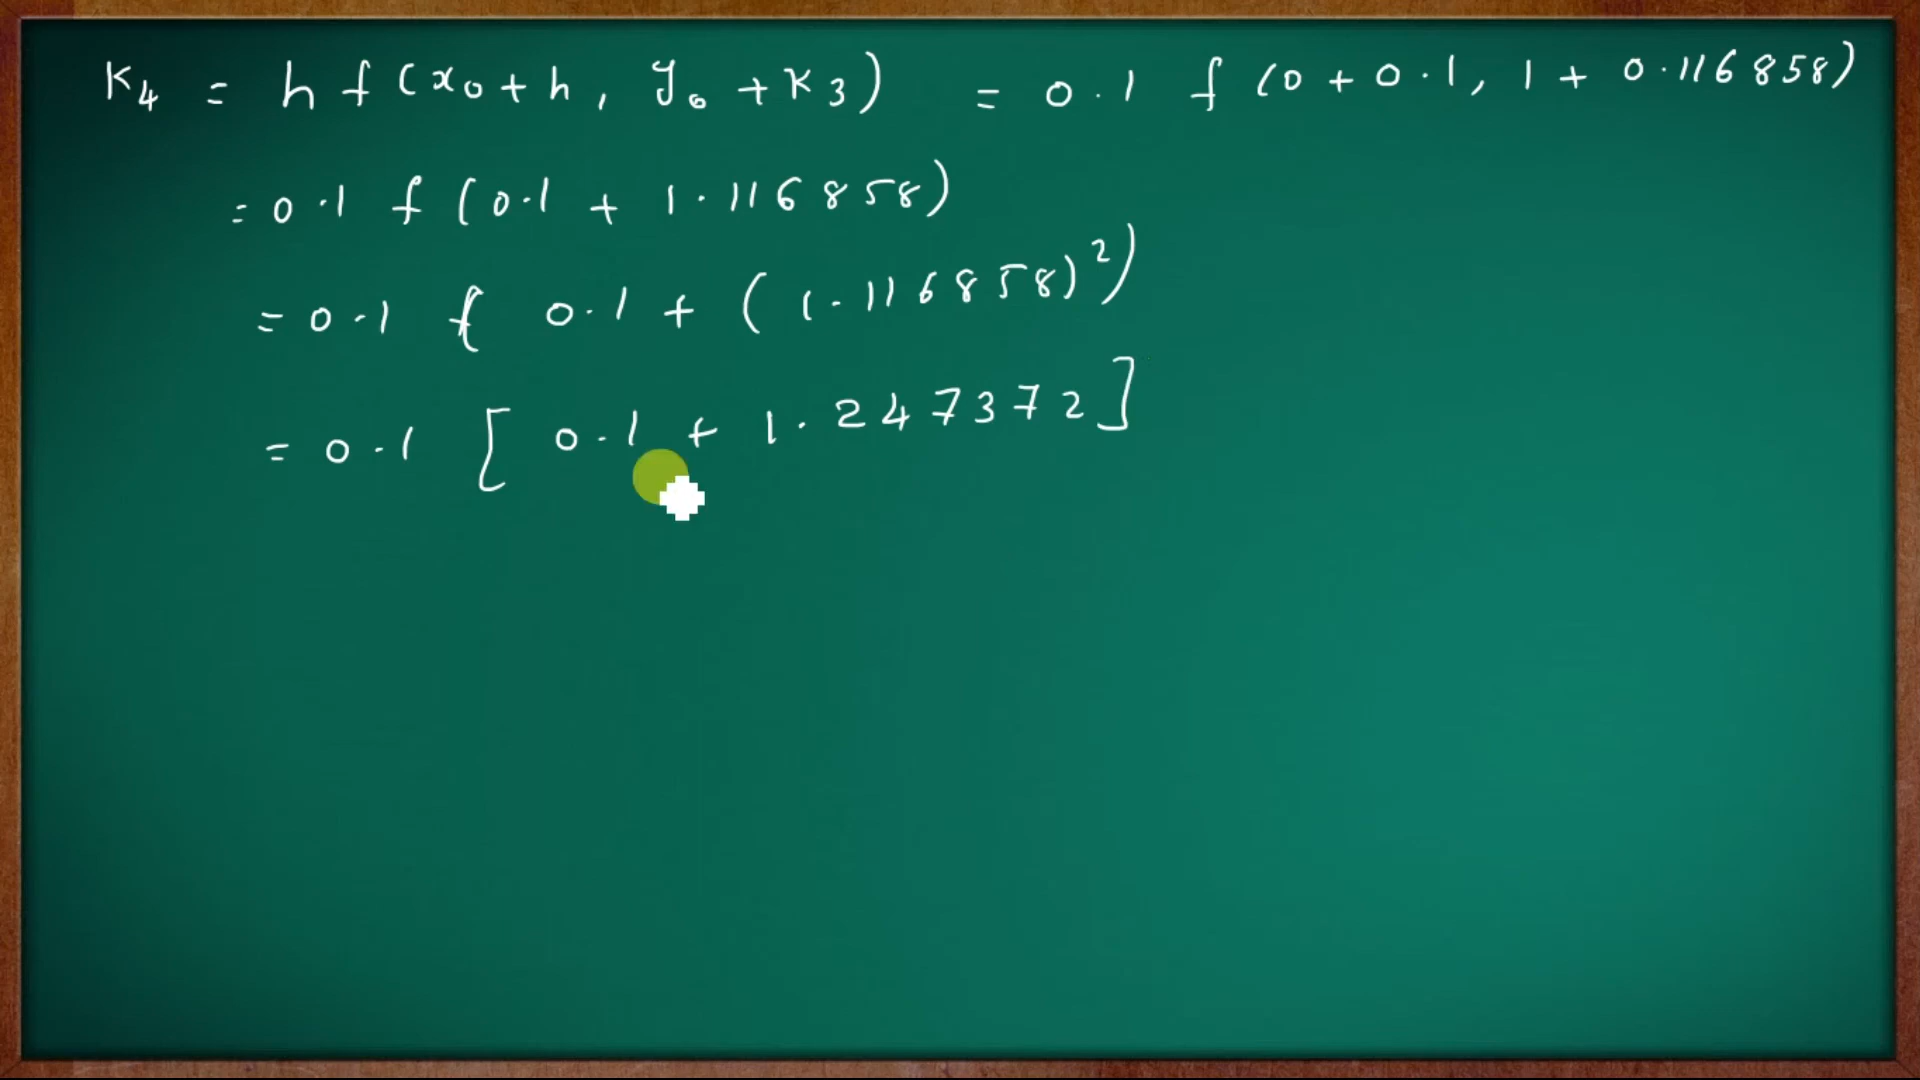 K₄ = h f(x₀+h, y₀+K₃) = 0.1 f(0+0.1, 1+0.116858)
=0.1 f(0.1 + 1.116858)
=0.1 f 0.1 + (1.116858)²)
=0.1 [0.1 + 1.247372]